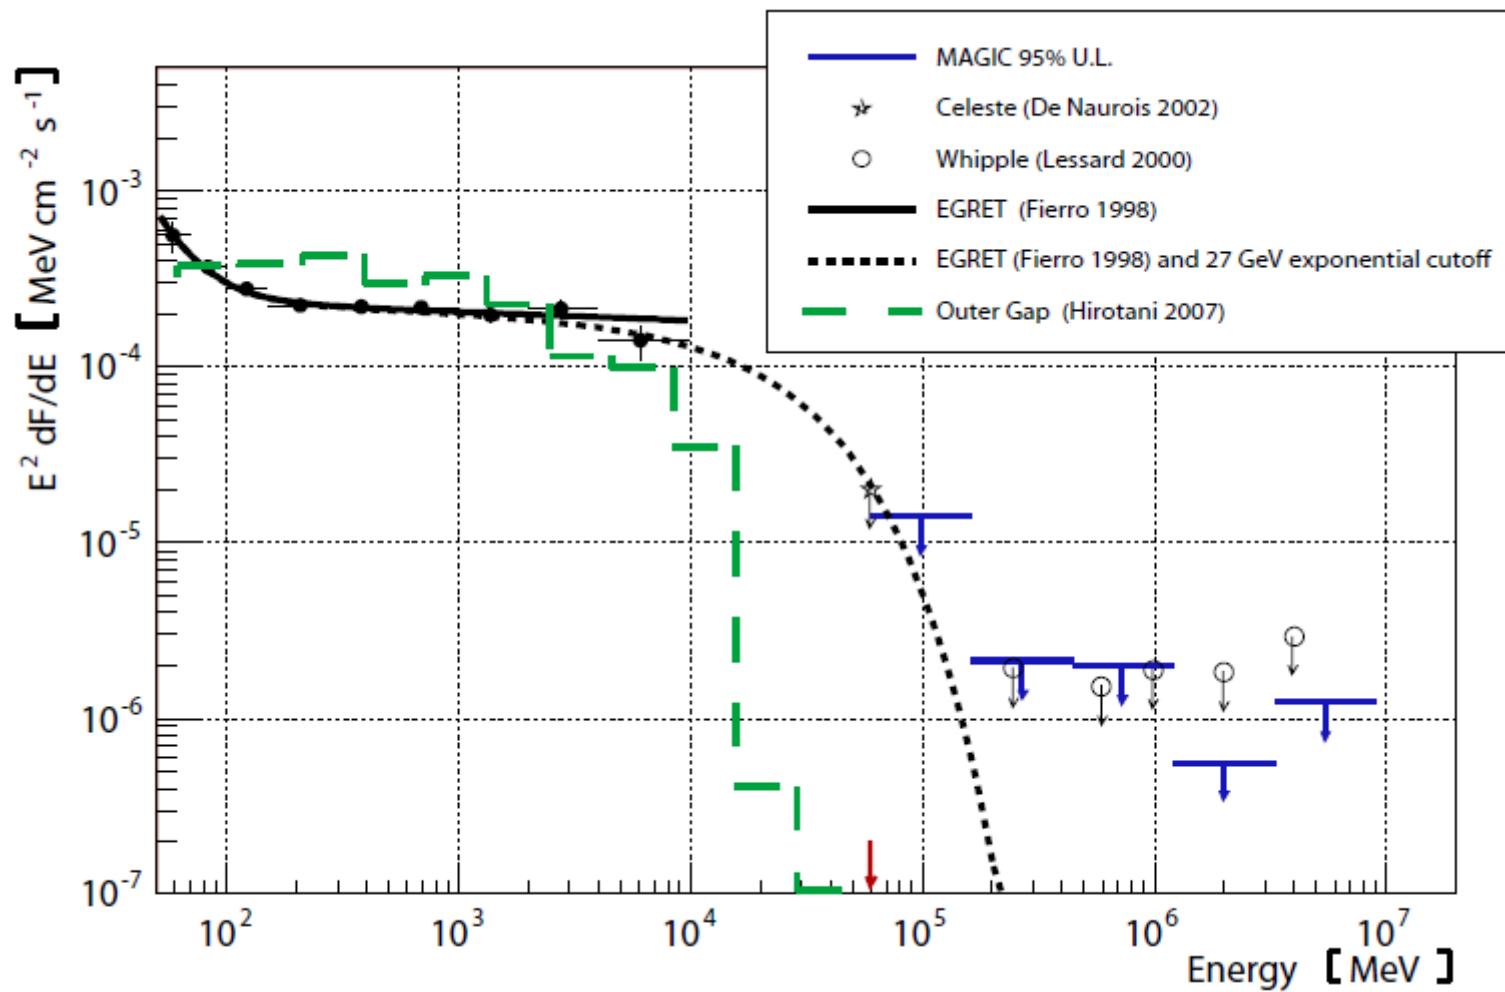 MAGIC 95% U.L.
Celeste (De Naurois 2002)
Whipple (Lessard 2000)
EGRET (Fierro 1998)
EGRET (Fierro 1998) and 27 GeV exponential cutoff
Outer Gap (Hirotani 2007)
E² dF/dE [ MeV cm⁻² s⁻¹ ]
10⁻³
10⁻⁴
10⁻⁵
10⁻⁶
10⁻⁷
10² 10³ 10⁴ 10⁵ 10⁶ 10⁷
Energy [ MeV ]